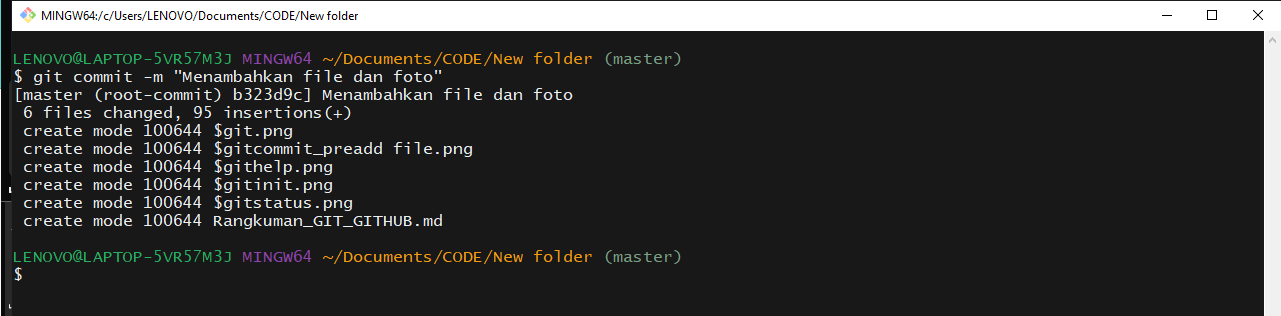 MINGW64:/c/Users/LENOVO/Documents/CODE/New folder
LENOVO@LAPTOP-5VR57M3J MINGW64 ~/Documents/CODE/New folder (master)
$ git commit -m "Menambahkan file dan foto"
[master (root-commit) b323d9c] Menambahkan file dan foto
 6 files changed, 95 insertions(+)
 create mode 100644 $git.png
 create mode 100644 $gitcommit_preadd file.png
 create mode 100644 $githelp.png
 create mode 100644 $gitinit.png
 create mode 100644 $gitstatus.png
 create mode 100644 Rangkuman_GIT_GITHUB.md
LENOVO@LAPTOP-5VR57M3J MINGW64 ~/Documents/CODE/New folder (master)
$